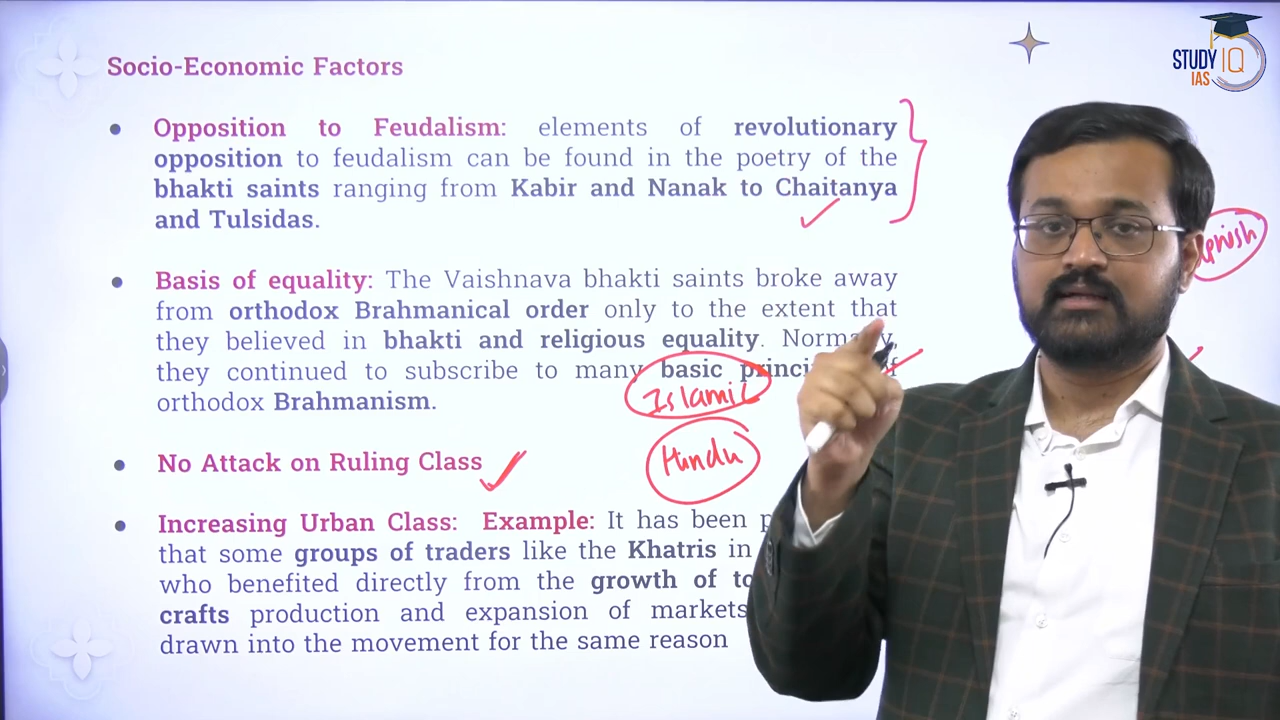 Socio-Economic Factors
STUDY IQ
IAS
• Opposition to Feudalism: elements of revolutionary
opposition to feudalism can be found in the poetry of the
bhakti saints ranging from Kabir and Nanak to Chaitanya
and Tulsidas.
• Basis of equality: The Vaishnava bhakti saints broke away
from orthodox Brahmanical order only to the extent that
they believed in bhakti and religious equality.
they continued to subscribe to many basic
orthodox Brahmanism.
Islamic
Hindu
• No Attack on Ruling Class
• Increasing Urban Class: Example: It has been
that some groups of traders like the Khatris in
who benefited directly from the growth of
crafts production and expansion of markets
drawn into the movement for the same reason